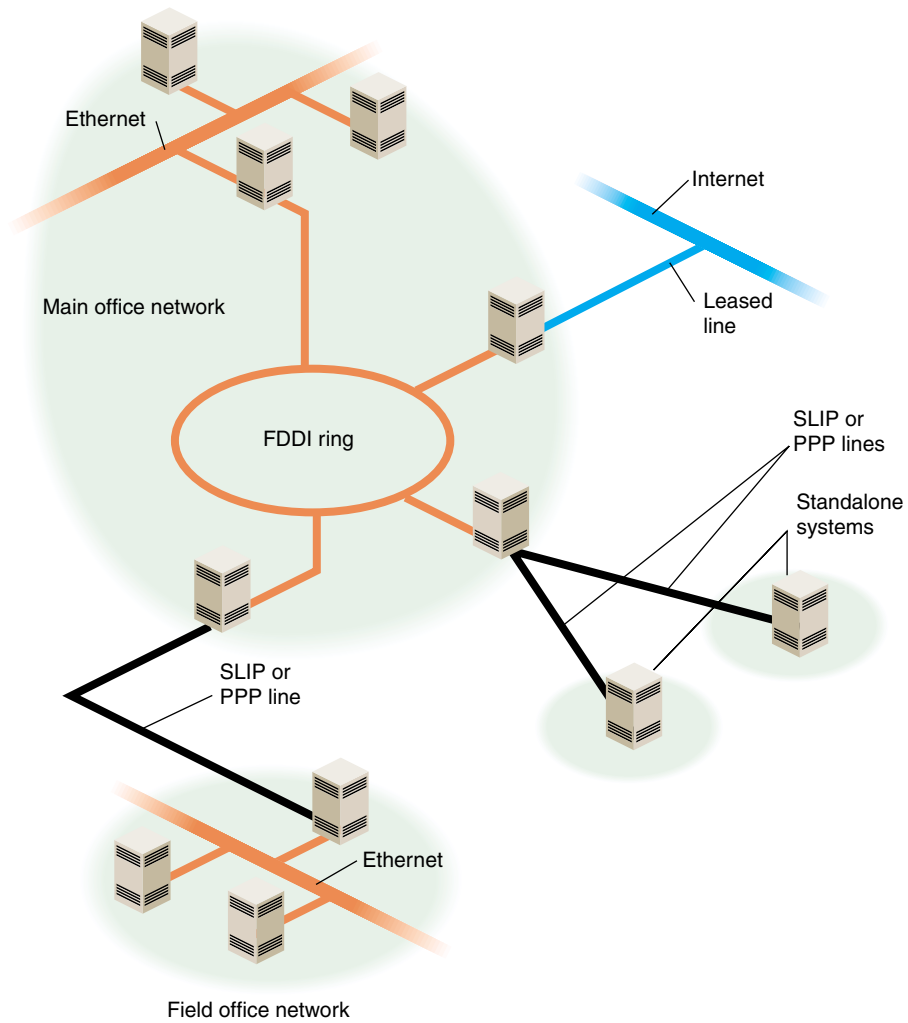 Ethernet
Internet
Leased
line
Main office network
FDDI ring
SLIP or
PPP lines
Standalone
systems
SLIP or
PPP line
Ethernet
Field office network